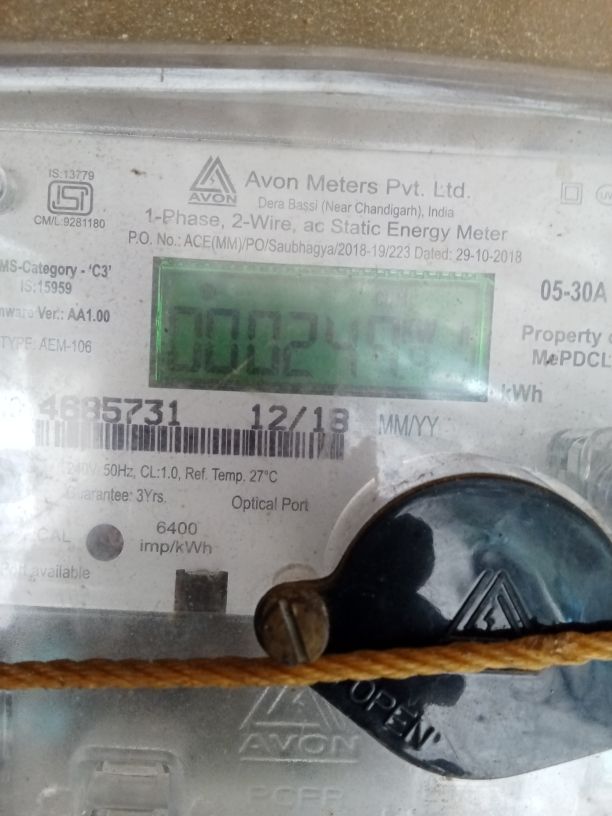 IS:13779
ISI
CM/L 9281180
AVON
Avon Meters Pvt. Ltd.
Dera Bassi (Near Chandigarh), India
1-Phase, 2-Wire, ac Static Energy Meter
P.O. No.: ACE(MM)/PO/Saubhagya/2018-19/223 Dated: 29-10-2018
MS-Category - 'C3'
IS:15959
Ver.: AA1.00
TYPE: AEM-106
05-30A
Property
MePDCL
kWh
4685731 12/18 MM/YY
240V, 50Hz, CL:1.0, Ref. Temp. 27°C
Guarantee: 3Yrs.
Optical Port
CAL
6400
imp/kWh
available
OPEN
AVON